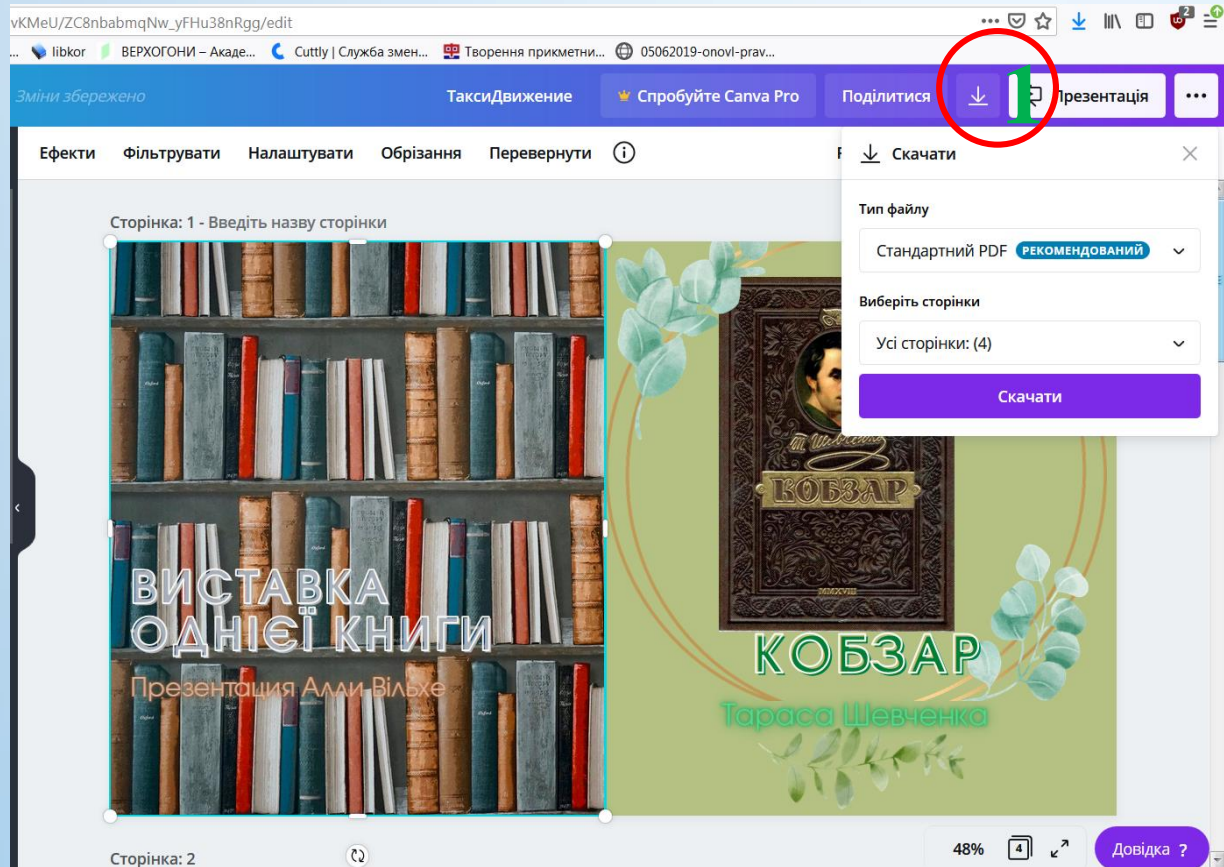 vKMeU/ZC8nbabmqNw_yFHu38nRgg/edit
2
... libkor ВЕРХОГОНИ – Акаде... Cuttly | Служба змен... Творення прикметни... 05062019-onovl-prav...
Зміни збережено ТаксиДвижение Спробуйте Canva Pro Поділитися Презентація ...
1
Ефекти Фільтрувати Налаштувати Обрізання Перевернути
Скачати
Тип файлу
Стандартний PDF РЕКОМЕНДОВАНИЙ
Виберіть сторінки
Усі сторінки: (4)
Скачати
Сторінка: 1 - Введіть назву сторінки
ВИСТАВКА
ОДНІЄЇ КНИГИ
Презентация Алли Вільхе
Т. Шевченко
КОБЗАР
MMXVIII
КОБЗАР
Тараса Шевченка
Сторінка: 2
48% 4 Довідка ?